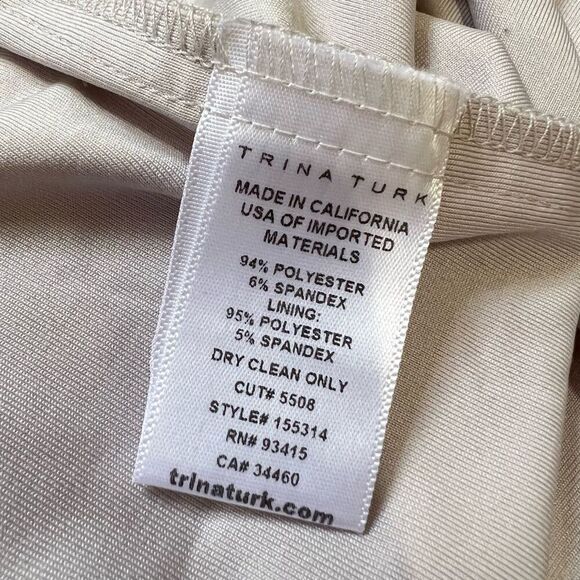 TRINA TURK
MADE IN CALIFORNIA
USA OF IMPORTED
MATERIALS
94% POLYESTER
6% SPANDEX
LINING:
95% POLYESTER
5% SPANDEX
DRY CLEAN ONLY
CUT# 5508
STYLE# 155314
RN# 93415
CA# 34460
trinaturk.com